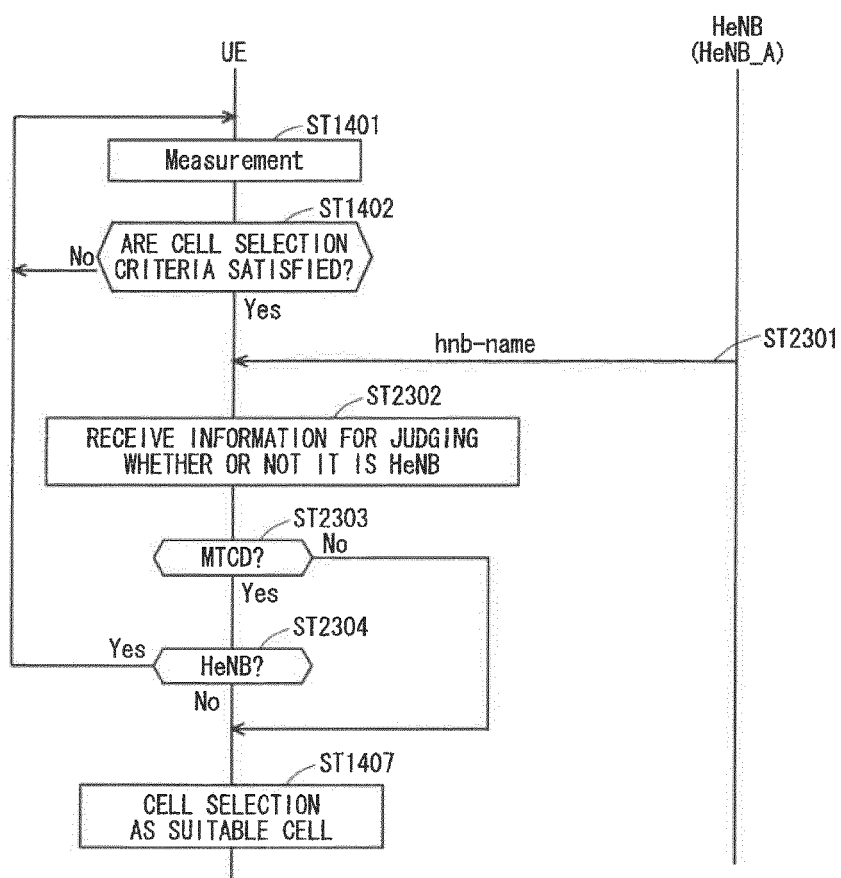 HeNB
(HeNB_A)
UE
ST1401
Measurement
ST1402
ARE CELL SELECTION
CRITERIA SATISFIED?
No
Yes
hnb-name
ST2301
ST2302
RECEIVE INFORMATION FOR JUDGING
WHETHER OR NOT IT IS HeNB
ST2303
MTCD?
No
Yes
ST2304
Yes
HeNB?
No
ST1407
CELL SELECTION
AS SUITABLE CELL